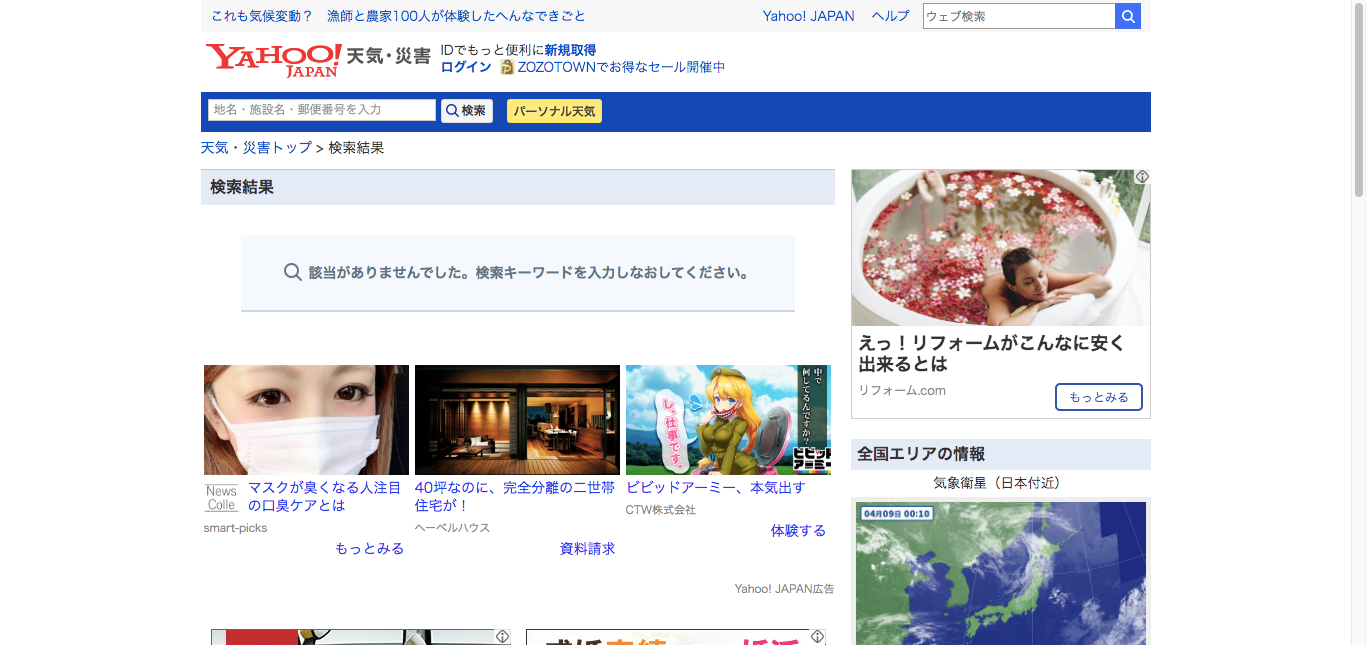 これも気候変動？ 漁師と農家100人が体験したへんなできごと
Yahoo! JAPAN ヘルプ ウェブ検索
YAHOO! JAPAN 天気・災害
IDでもっと便利に新規取得
ログイン ZOZOTOWNでお得なセール開催中
地名・施設名・郵便番号を入力 検索 パーソナル天気
天気・災害トップ > 検索結果
検索結果
該当がありませんでした。検索キーワードを入力しなおしてください。
News
Colle
マスクが臭くなる人注目の口臭ケアとは
smart-picks
もっとみる
40坪なのに、完全分離の二世帯
住宅が！
ヘーベルハウス
資料請求
中で
何してるんですか？
し、仕事です。
ビビッド
アーミー
ビビッドアーミー、本気出す
CTW株式会社
体験する
Yahoo! JAPAN広告
えっ！リフォームがこんなに安く
出来るとは
リフォーム.com
もっとみる
全国エリアの情報
気象衛星（日本付近）
04月09日 00:10